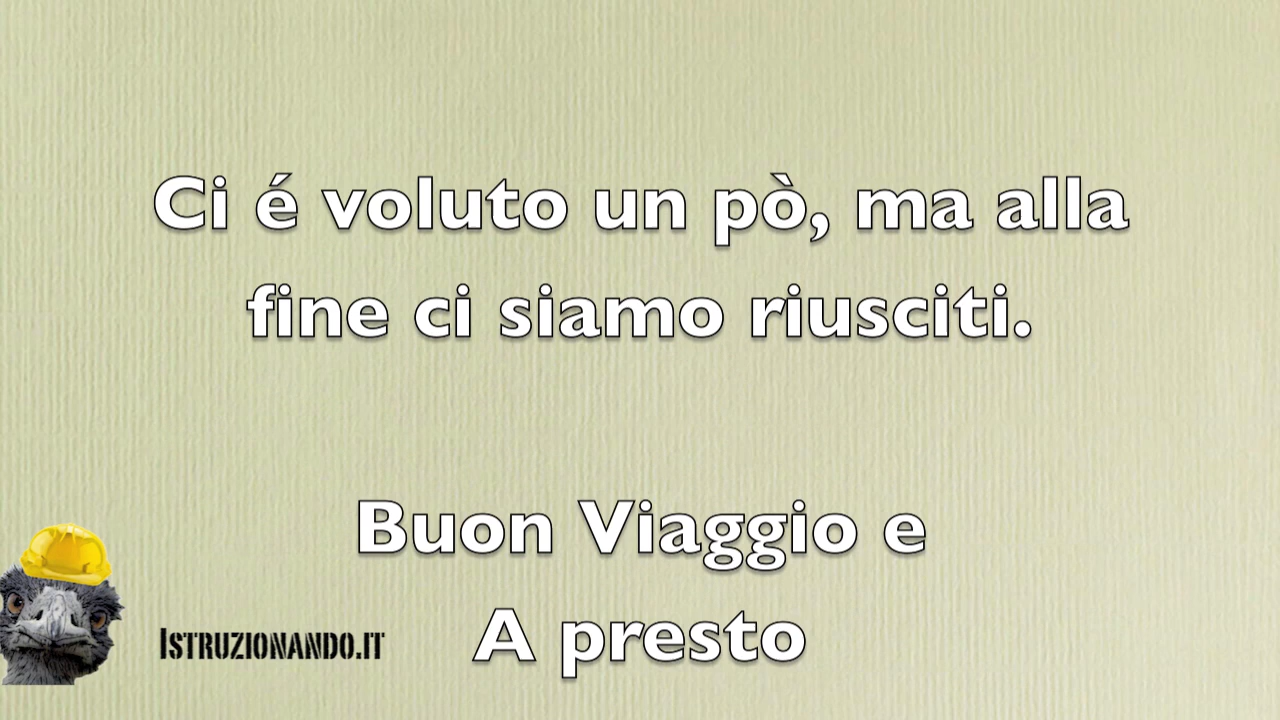 Ci é voluto un pò, ma alla
fine ci siamo riusciti.
Buon Viaggio e
A presto
Istruzionando.it